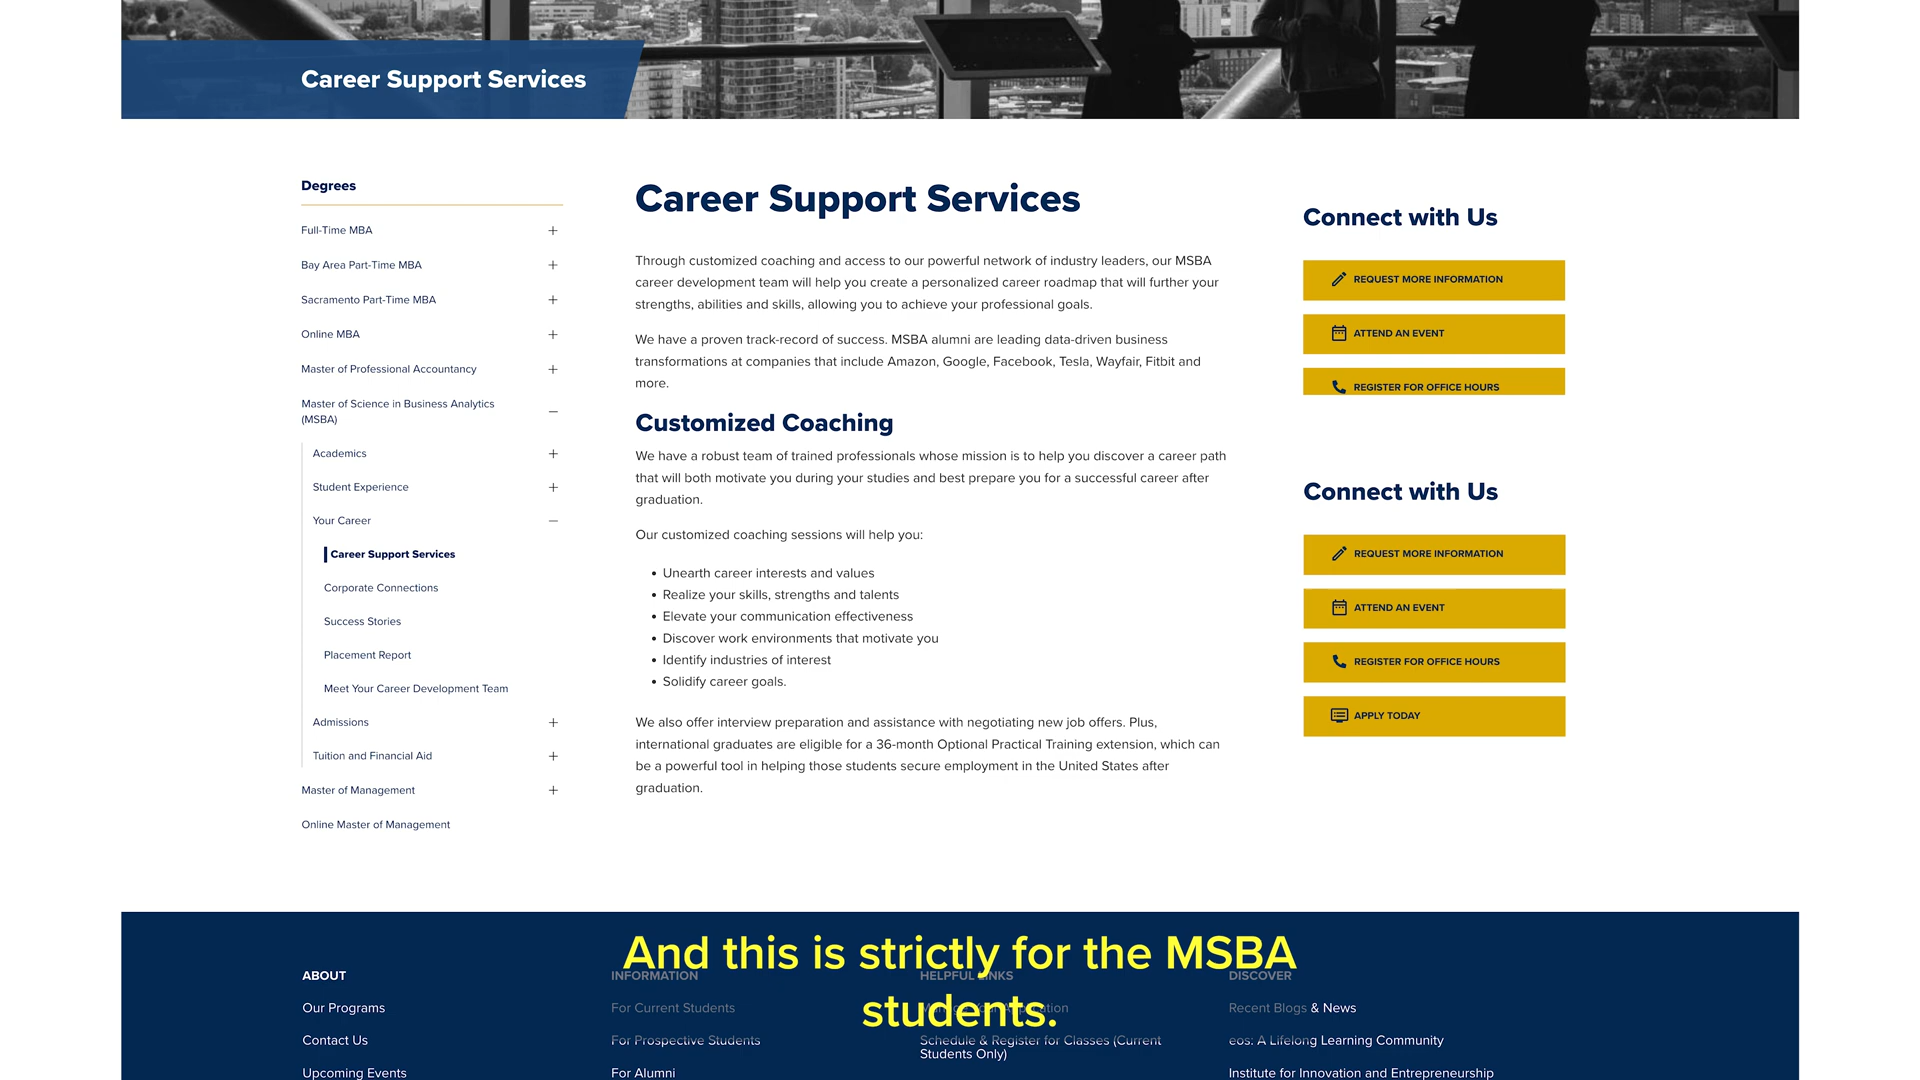 Career Support Services
Degrees
Full-Time MBA
Bay Area Part-Time MBA
Sacramento Part-Time MBA
Online MBA
Master of Professional Accountancy
Master of Science in Business Analytics
(MSBA)
Academics
Student Experience
Your Career
Career Support Services
Corporate Connections
Success Stories
Placement Report
Meet Your Career Development Team
Admissions
Tuition and Financial Aid
Master of Management
Online Master of Management
Career Support Services
Through customized coaching and access to our powerful network of industry leaders, our MSBA
career development team will help you create a personalized career roadmap that will further your
strengths, abilities and skills, allowing you to achieve your professional goals.
We have a proven track-record of success. MSBA alumni are leading data-driven business
transformations at companies that include Amazon, Google, Facebook, Tesla, Wayfair, Fitbit and
more.
Customized Coaching
We have a robust team of trained professionals whose mission is to help you discover a career path
that will both motivate you during your studies and best prepare you for a successful career after
graduation.
Our customized coaching sessions will help you:
• Unearth career interests and values
• Realize your skills, strengths and talents
• Elevate your communication effectiveness
• Discover work environments that motivate you
• Identify industries of interest
• Solidify career goals.
We also offer interview preparation and assistance with negotiating new job offers. Plus,
international graduates are eligible for a 36-month Optional Practical Training extension, which can
be a powerful tool in helping those students secure employment in the United States after
graduation.
Connect with Us
REQUEST MORE INFORMATION
ATTEND AN EVENT
REGISTER FOR OFFICE HOURS
Connect with Us
REQUEST MORE INFORMATION
ATTEND AN EVENT
REGISTER FOR OFFICE HOURS
APPLY TODAY
And this is strictly for the MSBA
students.
ABOUT
Our Programs
Contact Us
Upcoming Events
INFORMATION
For Current Students
For Prospective Students
For Alumni
HELPFUL LINKS
Schedule & Register for Classes (Current
Students Only)
DISCOVER
Recent Blogs & News
eos: A Lifelong Learning Community
Institute for Innovation and Entrepreneurship